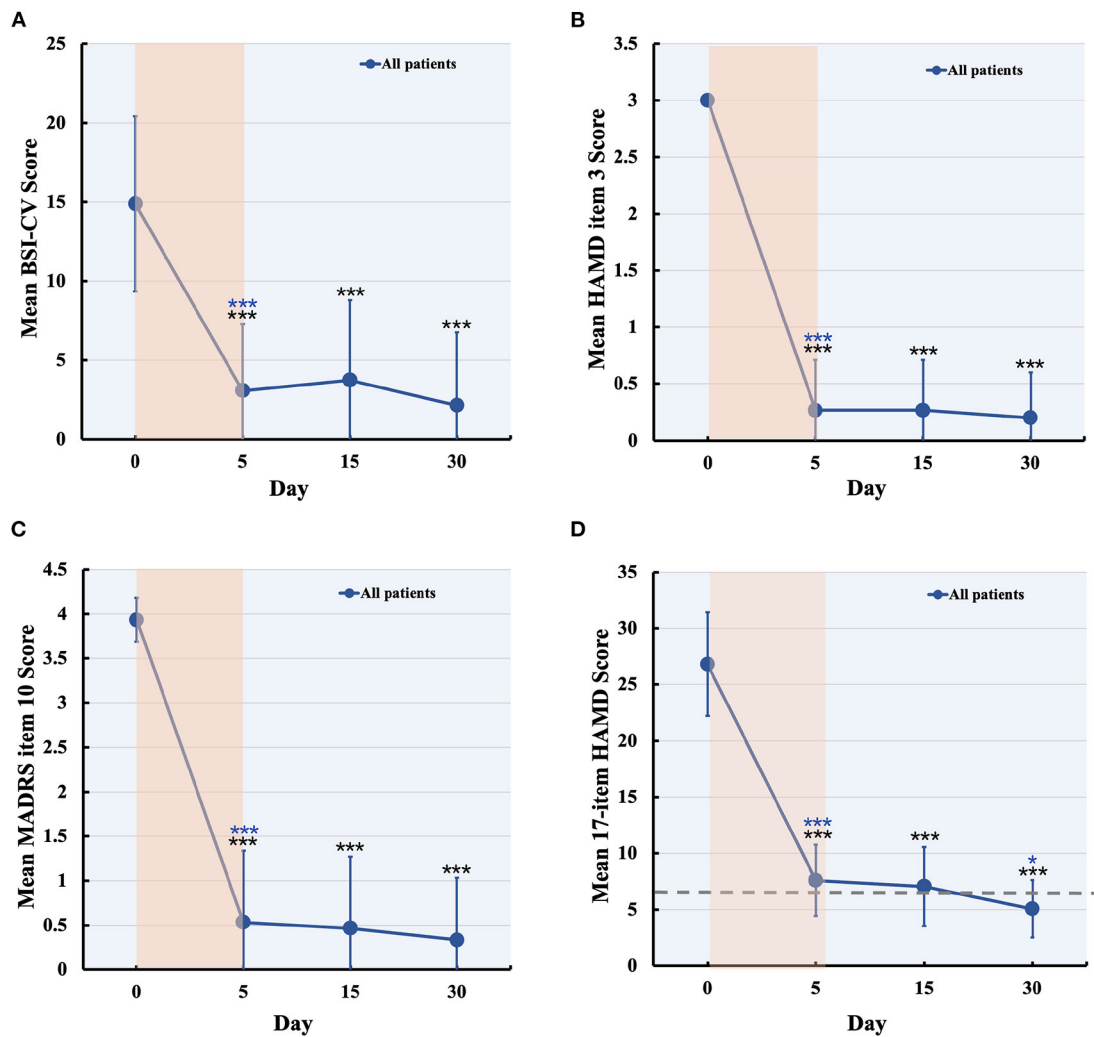 A
Mean BSI-CV Score
25
20
15
10
5
0
All patients
***
***
***
***
0 5 15 30
Day
B
Mean HAMD item 3 Score
3.5
3
2.5
2
1.5
1
0.5
0
All patients
***
***
***
***
0 5 15 30
Day
C
Mean MADRS item 10 Score
4.5
4
3.5
3
2.5
2
1.5
1
0.5
0
All patients
***
***
***
***
0 5 15 30
Day
D
Mean 17-item HAMD Score
35
30
25
20
15
10
5
0
All patients
***
***
***
*
***
0 5 15 30
Day